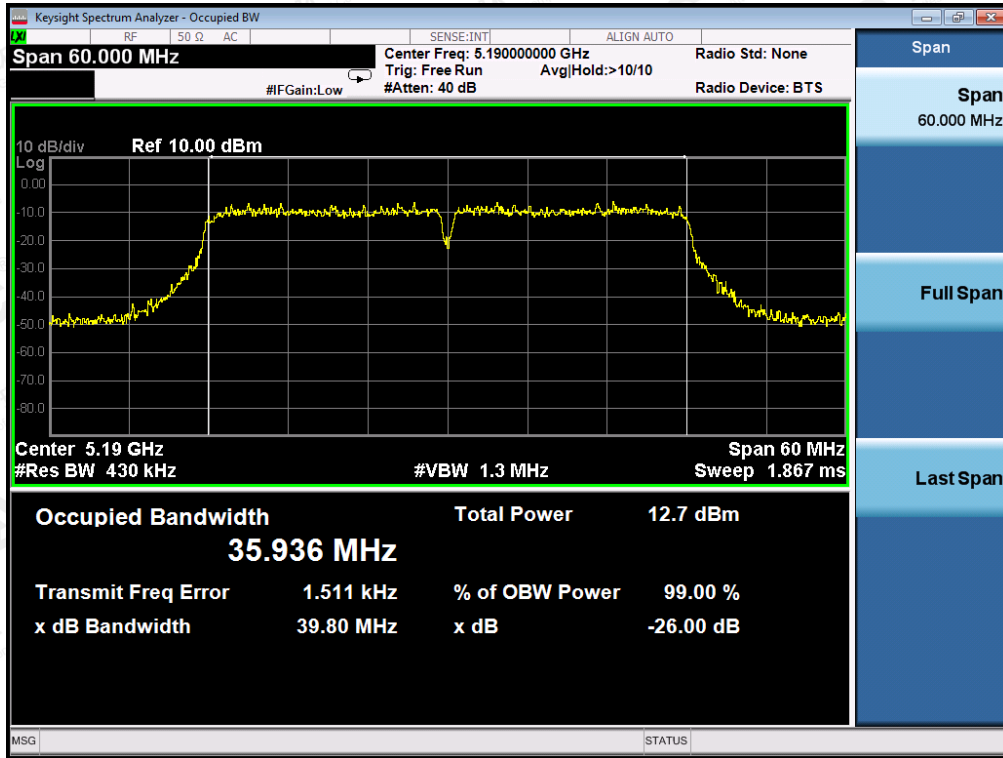 Keysight Spectrum Analyzer - Occupied BW
LXI RF 50 Ω AC SENSE:INT ALIGN AUTO
Span 60.000 MHz
Center Freq: 5.190000000 GHz Radio Std: None
Trig: Free Run Avg|Hold:>10/10
#IFGain:Low #Atten: 40 dB Radio Device: BTS
10 dB/div Ref 10.00 dBm
Log
0.00
-10.0
-20.0
-30.0
-40.0
-50.0
-60.0
-70.0
-80.0
Center 5.19 GHz Span 60 MHz
#Res BW 430 kHz #VBW 1.3 MHz Sweep 1.867 ms
Occupied Bandwidth Total Power 12.7 dBm
35.936 MHz
Transmit Freq Error 1.511 kHz % of OBW Power 99.00 %
x dB Bandwidth 39.80 MHz x dB -26.00 dB
MSG STATUS
Span
Span
60.000 MHz
Full Span
Last Span